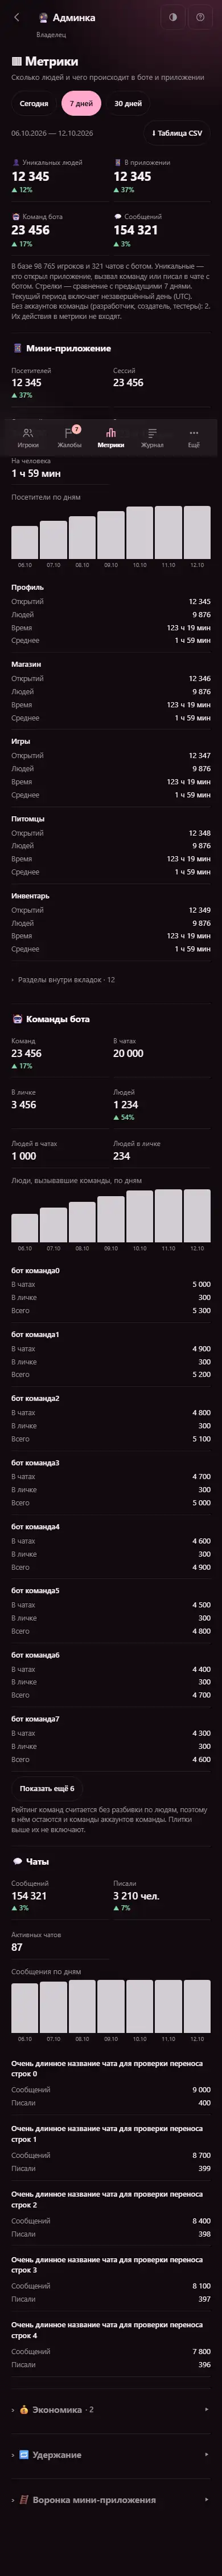 Админка
Владелец
Метрики
Сколько людей и чего происходит в боте и приложении
Сегодня
7 дней
30 дней
06.10.2026 — 12.10.2026
Таблица CSV
Уникальных людей
В приложении
12 345
12 345
▲ 12%
▲ 37%
Команд бота
Сообщений
23 456
154 321
▲ 17%
▲ 3%
В базе 98 765 игроков и 321 чатов с ботом. Уникальные —
кто открыл приложение, вызвал команду или писал в чате с
ботом. Стрелки — сравнение с предыдущими 7 днями.
Текущий период включает незавершённый день (UTC).
Без аккаунтов команды (разработчик, создатель, тестеры): 2.
Их действия в метрики не входят.
Мини-приложение
Посетителей
Сессий
12 345
23 456
▲ 37%
7
Игроки
Жалобы
Метрики
Журнал
Ещё
На человека
1 ч 59 мин
Посетители по дням
06.10 07.10 08.10 09.10 10.10 11.10 12.10
Профиль
Открытий 12 345
Людей 9 876
Время 123 ч 19 мин
Среднее 1 ч 59 мин
Магазин
Открытий 12 346
Людей 9 876
Время 123 ч 19 мин
Среднее 1 ч 59 мин
Игры
Открытий 12 347
Людей 9 876
Время 123 ч 19 мин
Среднее 1 ч 59 мин
Питомцы
Открытий 12 348
Людей 9 876
Время 123 ч 19 мин
Среднее 1 ч 59 мин
Инвентарь
Открытий 12 349
Людей 9 876
Время 123 ч 19 мин
Среднее 1 ч 59 мин
› Разделы внутри вкладок · 12
Команды бота
Команд
В чатах
23 456
20 000
▲ 17%
В личке
Людей
3 456
1 234
▲ 54%
Людей в чатах
Людей в личке
1 000
234
Люди, вызывавшие команды, по дням
06.10 07.10 08.10 09.10 10.10 11.10 12.10
бот команда0
В чатах 5 000
В личке 300
Всего 5 300
бот команда1
В чатах 4 900
В личке 300
Всего 5 200
бот команда2
В чатах 4 800
В личке 300
Всего 5 100
бот команда3
В чатах 4 700
В личке 300
Всего 5 000
бот команда4
В чатах 4 600
В личке 300
Всего 4 900
бот команда5
В чатах 4 500
В личке 300
Всего 4 800
бот команда6
В чатах 4 400
В личке 300
Всего 4 700
бот команда7
В чатах 4 300
В личке 300
Всего 4 600
Показать ещё 6
Рейтинг команд считается без разбивки по людям, поэтому
в нём остаются и команды аккаунтов команды. Плитки
выше их не включают.
Чаты
Сообщений
Писали
154 321
3 210 чел.
▲ 3%
▲ 7%
Активных чатов
87
Сообщения по дням
06.10 07.10 08.10 09.10 10.10 11.10 12.10
Очень длинное название чата для проверки переноса
строк 0
Сообщений 9 000
Писали 400
Очень длинное название чата для проверки переноса
строк 1
Сообщений 8 700
Писали 399
Очень длинное название чата для проверки переноса
строк 2
Сообщений 8 400
Писали 398
Очень длинное название чата для проверки переноса
строк 3
Сообщений 8 100
Писали 397
Очень длинное название чата для проверки переноса
строк 4
Сообщений 7 800
Писали 396
› Экономика · 2
› Удержание
› Воронка мини-приложения